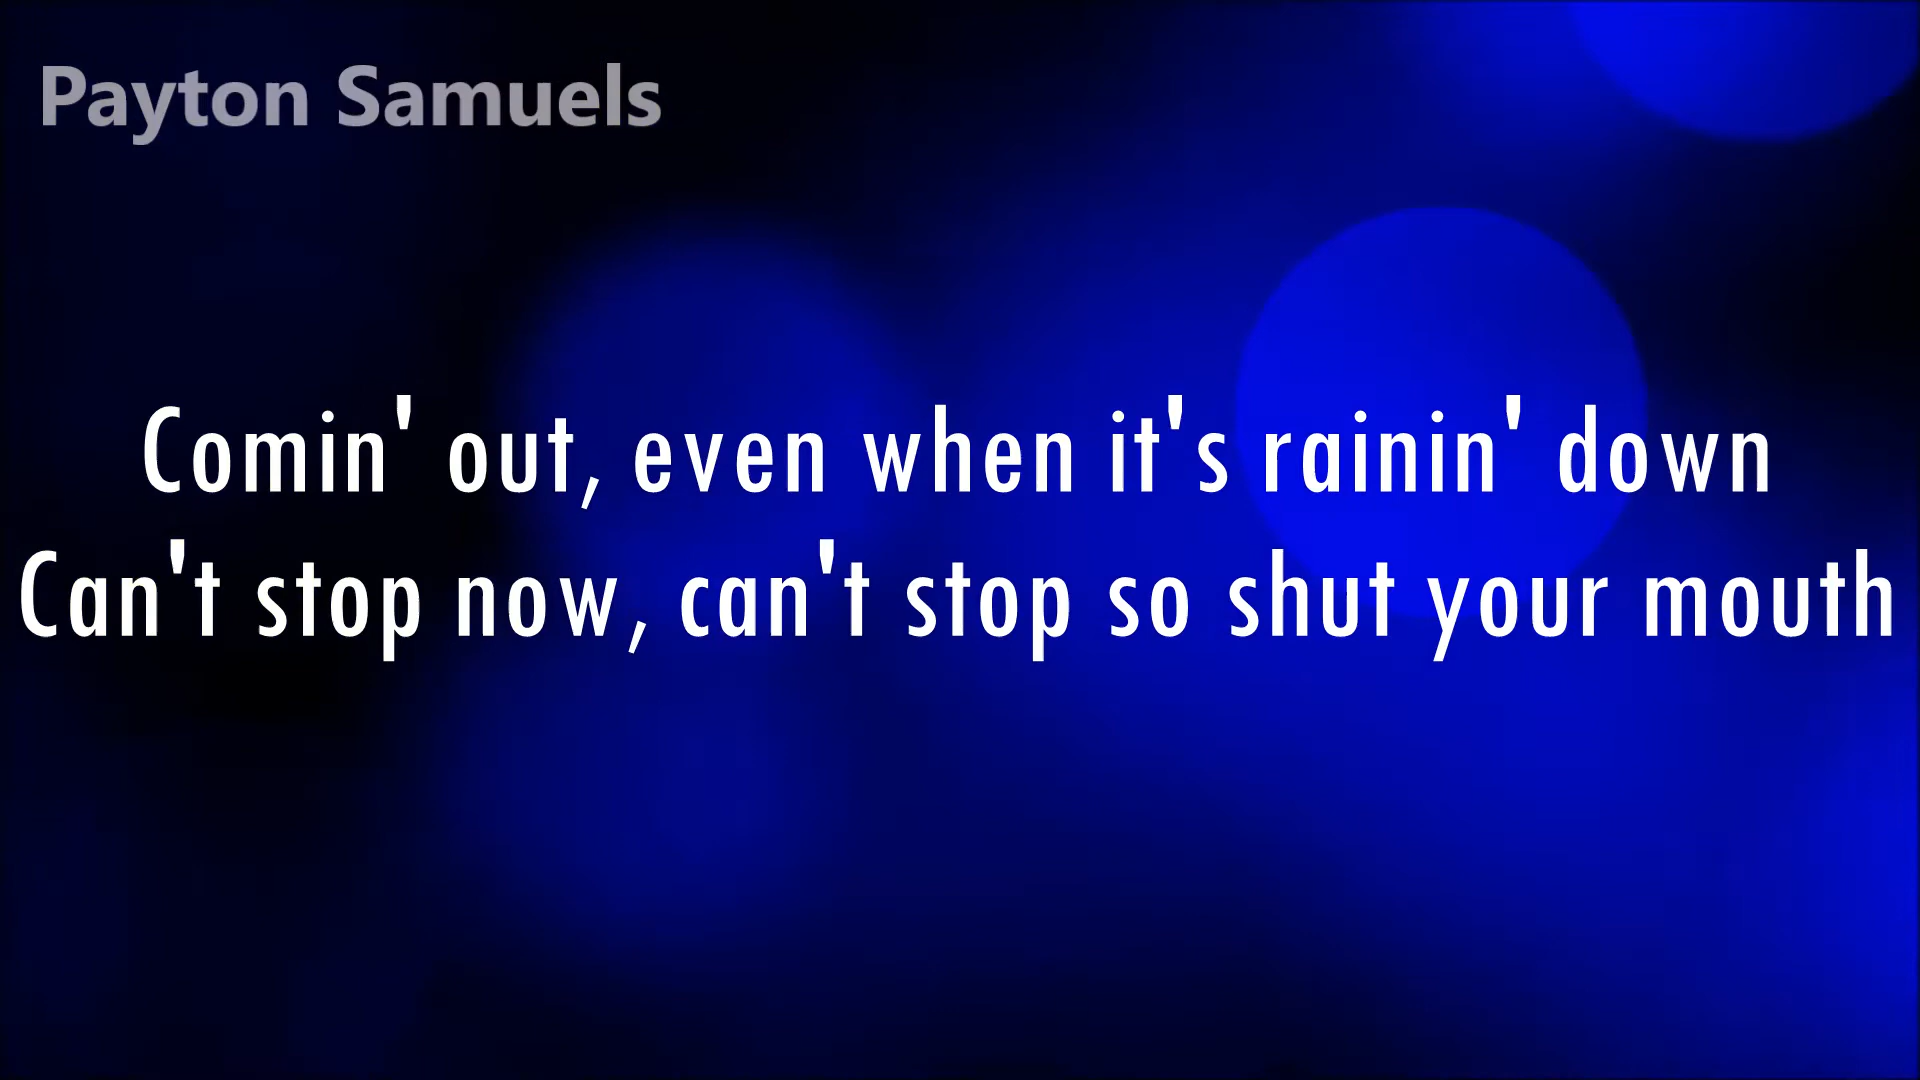 Payton Samuels
Comin' out, even when it's rainin' down
Can't stop now, can't stop so shut your mouth